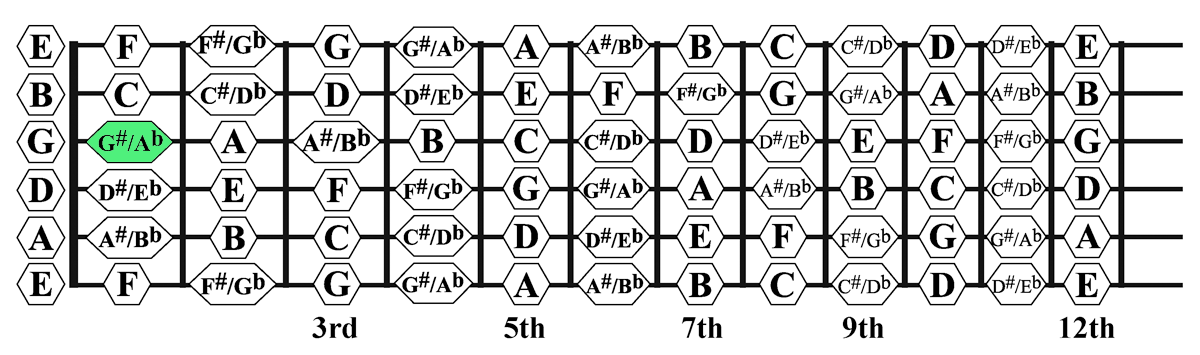 E F F#/Gb G G#/Ab A A#/Bb B C C#/Db D D#/Eb E
B C C#/Db D D#/Eb E F F#/Gb G G#/Ab A A#/Bb B
G G#/Ab A A#/Bb B C C#/Db D D#/Eb E F F#/Gb G
D D#/Eb E F F#/Gb G G#/Ab A A#/Bb B C C#/Db D
A A#/Bb B C C#/Db D D#/Eb E F F#/Gb G G#/Ab A
E F F#/Gb G G#/Ab A A#/Bb B C C#/Db D D#/Eb E
3rd 5th 7th 9th 12th